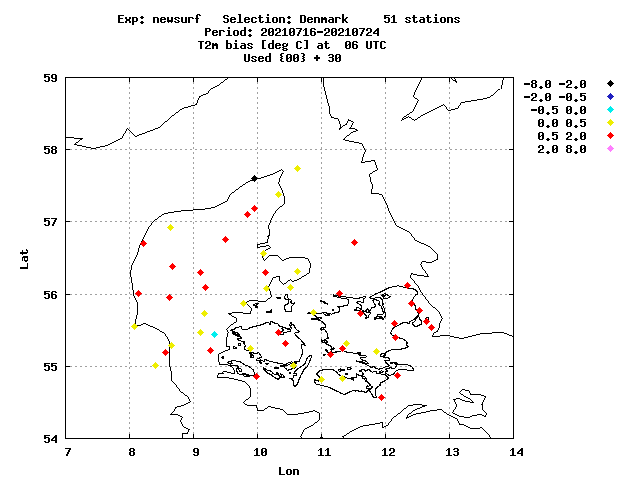 Exp: newsurf   Selection: Denmark     51 stations
Period: 20210716-20210724
T2m bias [deg C] at  06 UTC
Used {00} + 30
-8.0 -2.0
-2.0 -0.5
-0.5 0.0
0.0 0.5
0.5 2.0
2.0 8.0
59
58
57
56
55
54
Lat
7 8 9 10 11 12 13 14
Lon